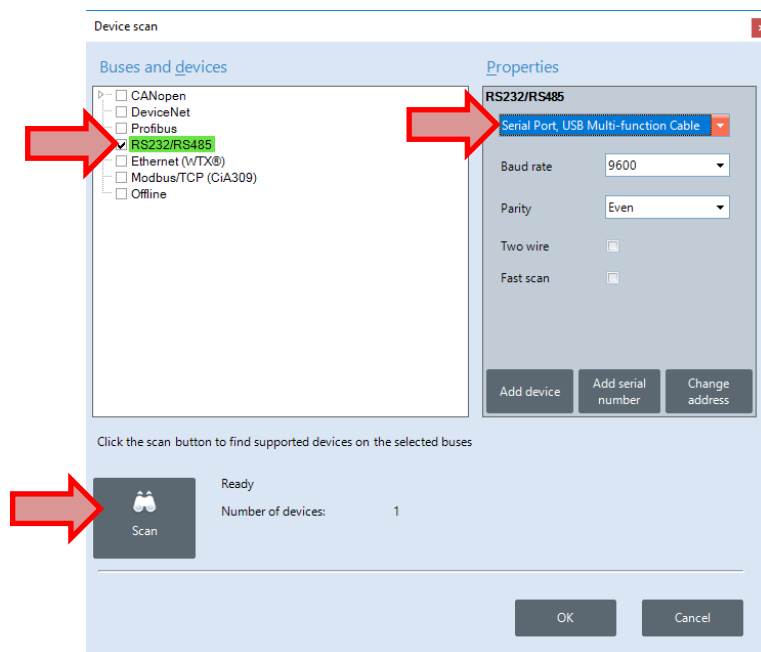 Device scan
Buses and devices
CANopen
DeviceNet
Profibus
RS232/RS485
Ethernet (WTX®)
Modbus/TCP (CiA309)
Offline
Properties
RS232/RS485
Serial Port, USB Multi-function Cable
Baud rate 9600
Parity Even
Two wire
Fast scan
Add device
Add serial
number
Change
address
Click the scan button to find supported devices on the selected buses
Scan
Ready
Number of devices: 1
OK
Cancel